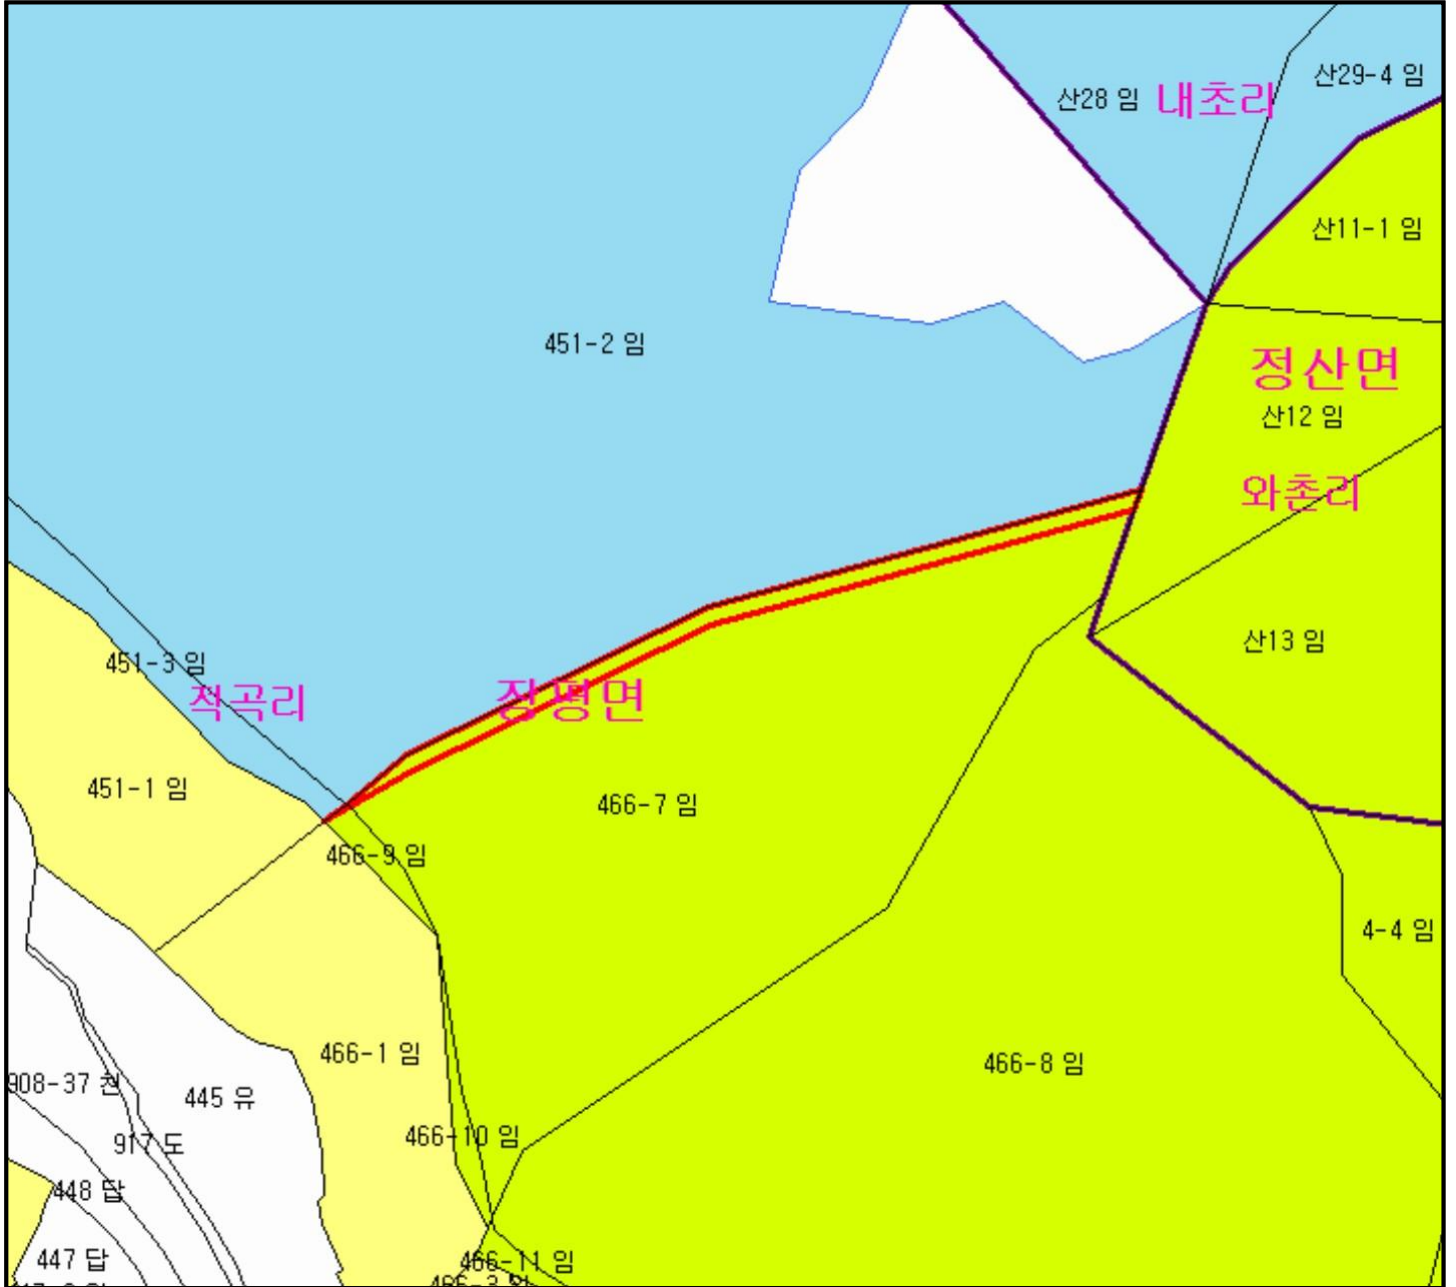 산29-4 임
산28 임
내초리
산11-1 임
451-2 임
정산면
산12 임
와촌리
산13 임
451-3 임
적곡리
장평면
451-1 임
466-7 임
466-9 임
4-4 임
466-1 임
466-8 임
908-37 천
445 유
466-10 임
917 도
448 답
447 답
466-11 임
466-3 임